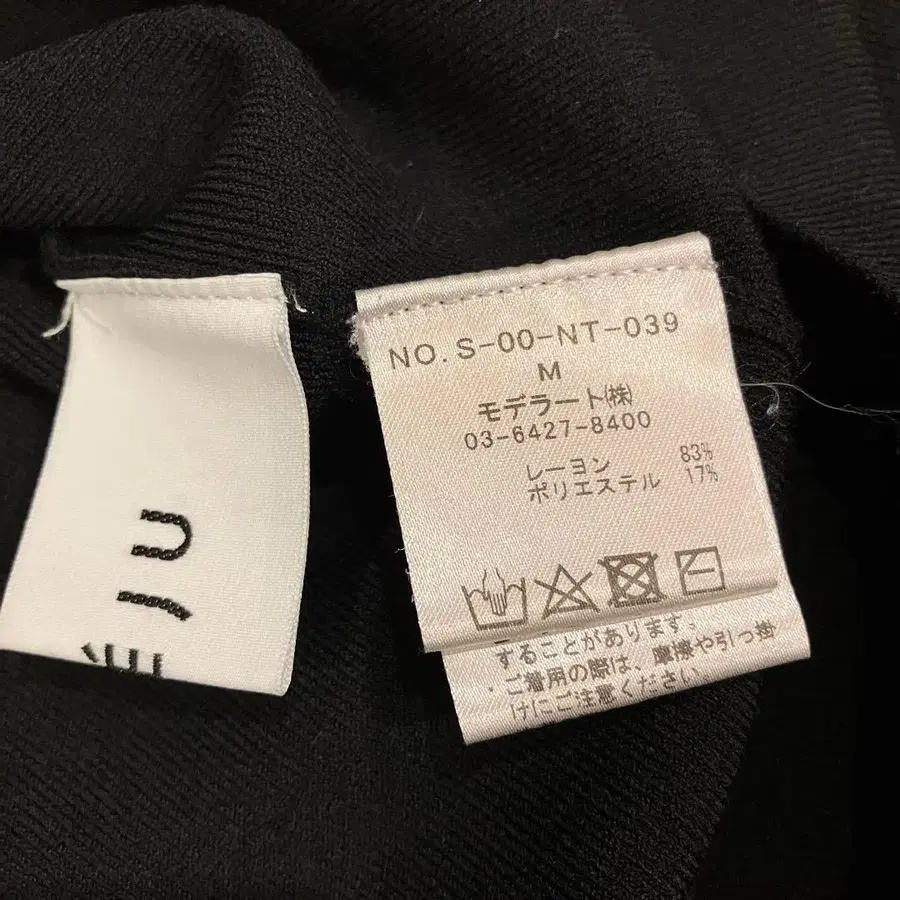 NO.S-00-NT-039
M
モデラート(株)
03-6427-8400
レーヨン 83%
ポリエステル 17%
することがあります。
・ご着用の際は、摩擦や引っ掛
けにご注意ください